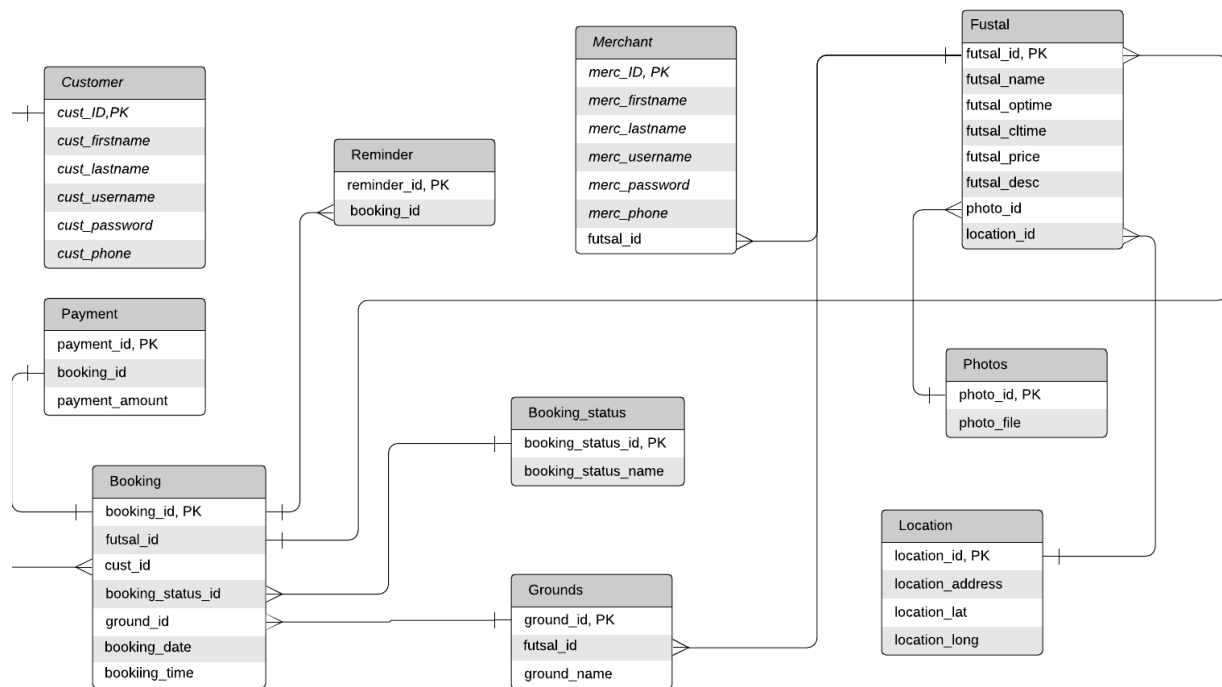 Customer
cust_ID,PK
cust_firstname
cust_lastname
cust_username
cust_password
cust_phone
Payment
payment_id, PK
booking_id
payment_amount
Booking
booking_id, PK
futsal_id
cust_id
booking_status_id
ground_id
booking_date
bookiing_time
Reminder
reminder_id, PK
booking_id
Merchant
merc_ID, PK
merc_firstname
merc_lastname
merc_username
merc_password
merc_phone
futsal_id
Booking_status
booking_status_id, PK
booking_status_name
Grounds
ground_id, PK
futsal_id
ground_name
Fustal
futsal_id, PK
futsal_name
futsal_optime
futsal_cltime
futsal_price
futsal_desc
photo_id
location_id
Photos
photo_id, PK
photo_file
Location
location_id, PK
location_address
location_lat
location_long